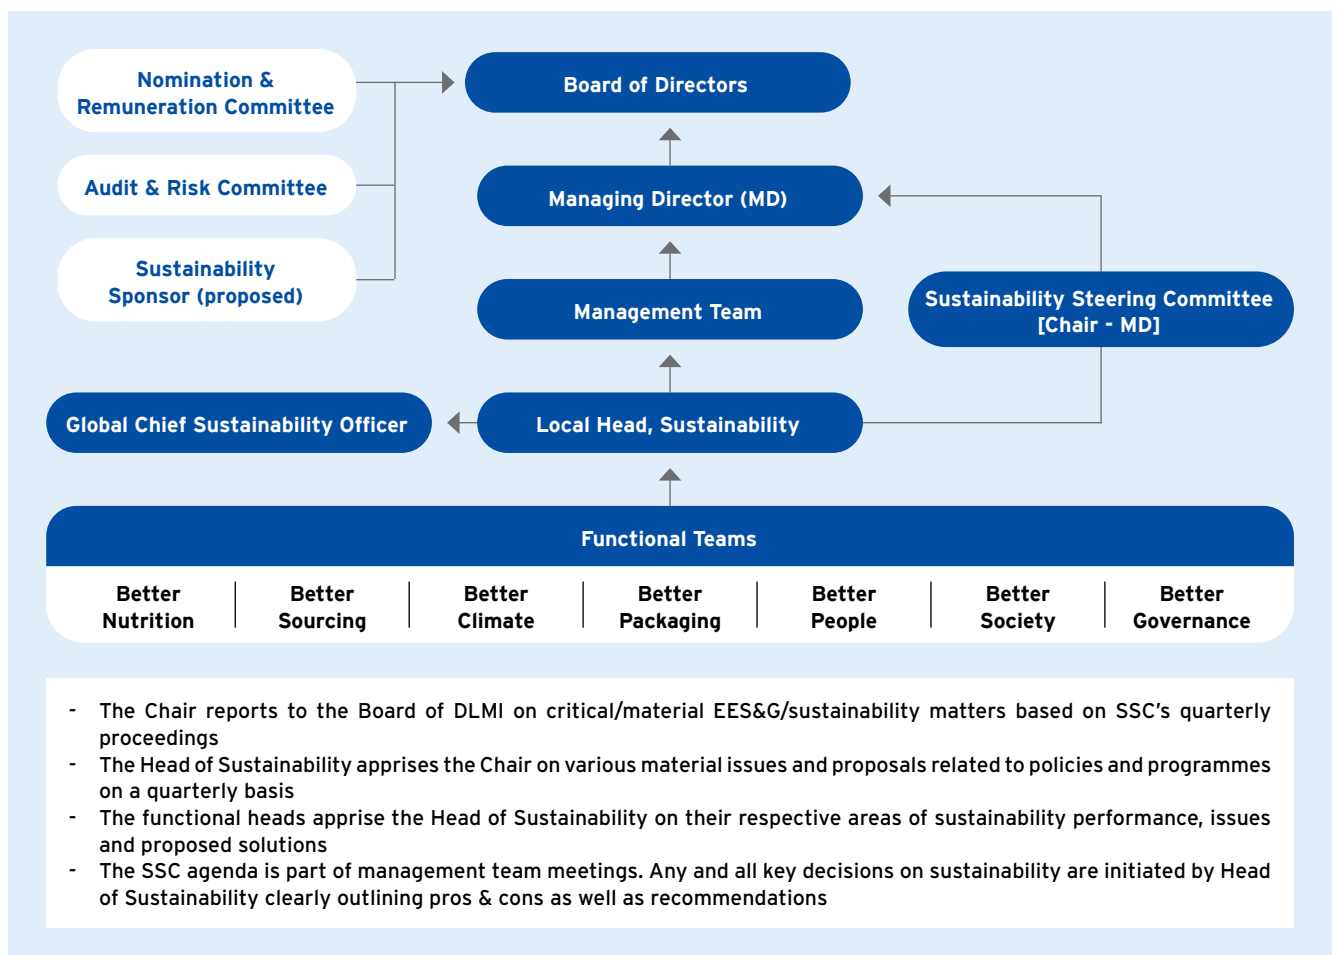 Nomination &
Remuneration Committee
Board of Directors
Audit & Risk Committee
Managing Director (MD)
Sustainability
Sponsor (proposed)
Management Team
Sustainability Steering Committee
[Chair - MD]
Global Chief Sustainability Officer
Local Head, Sustainability
Functional Teams
Better
Nutrition
Better
Sourcing
Better
Climate
Better
Packaging
Better
People
Better
Society
Better
Governance
- The Chair reports to the Board of DLMI on critical/material EES&G/sustainability matters based on SSC's quarterly
proceedings
- The Head of Sustainability apprises the Chair on various material issues and proposals related to policies and programmes
on a quarterly basis
- The functional heads apprise the Head of Sustainability on their respective areas of sustainability performance, issues
and proposed solutions
- The SSC agenda is part of management team meetings. Any and all key decisions on sustainability are initiated by Head
of Sustainability clearly outlining pros & cons as well as recommendations